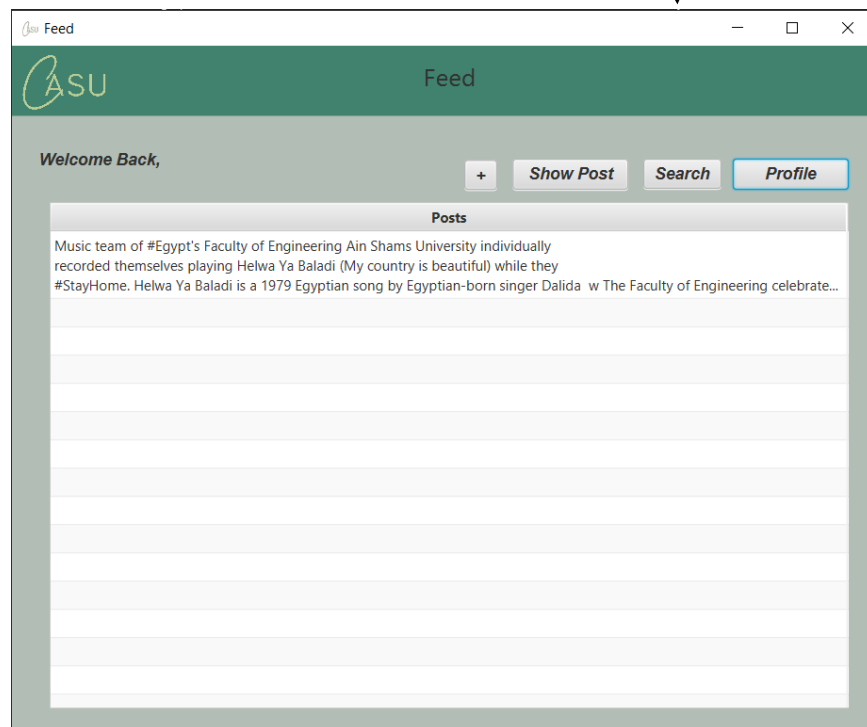 Feed
ASU
Feed
Welcome Back,
+
Show Post
Search
Profile
Posts
Music team of #Egypt's Faculty of Engineering Ain Shams University individually
recorded themselves playing Helwa Ya Baladi (My country is beautiful) while they
#StayHome. Helwa Ya Baladi is a 1979 Egyptian song by Egyptian-born singer Dalida  w The Faculty of Engineering celebrate...